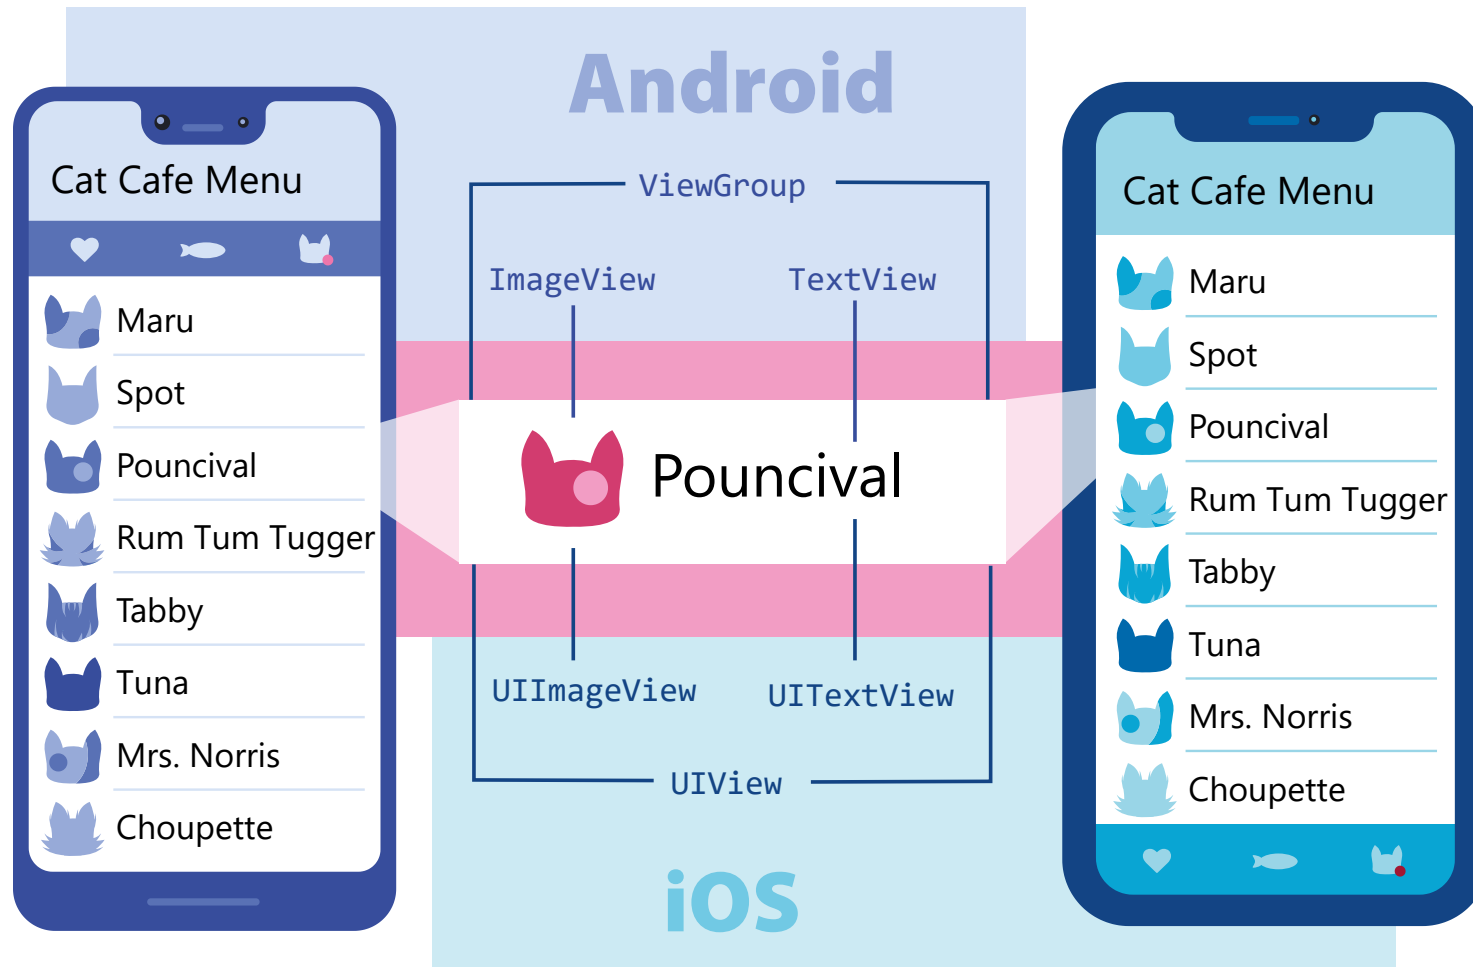 Android
Cat Cafe Menu
Maru
Spot
Pouncival
Rum Tum Tugger
Tabby
Tuna
Mrs. Norris
Choupette
ViewGroup
ImageView
TextView
Pouncival
UIImageView
UITextView
UIView
iOS
Cat Cafe Menu
Maru
Spot
Pouncival
Rum Tum Tugger
Tabby
Tuna
Mrs. Norris
Choupette